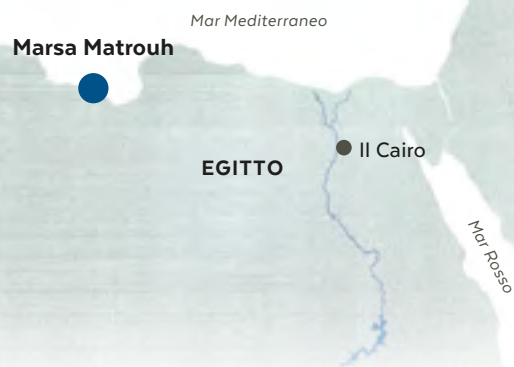 Mar Mediterraneo
Marsa Matrouh
Il Cairo
EGITTO
Mar Rosso